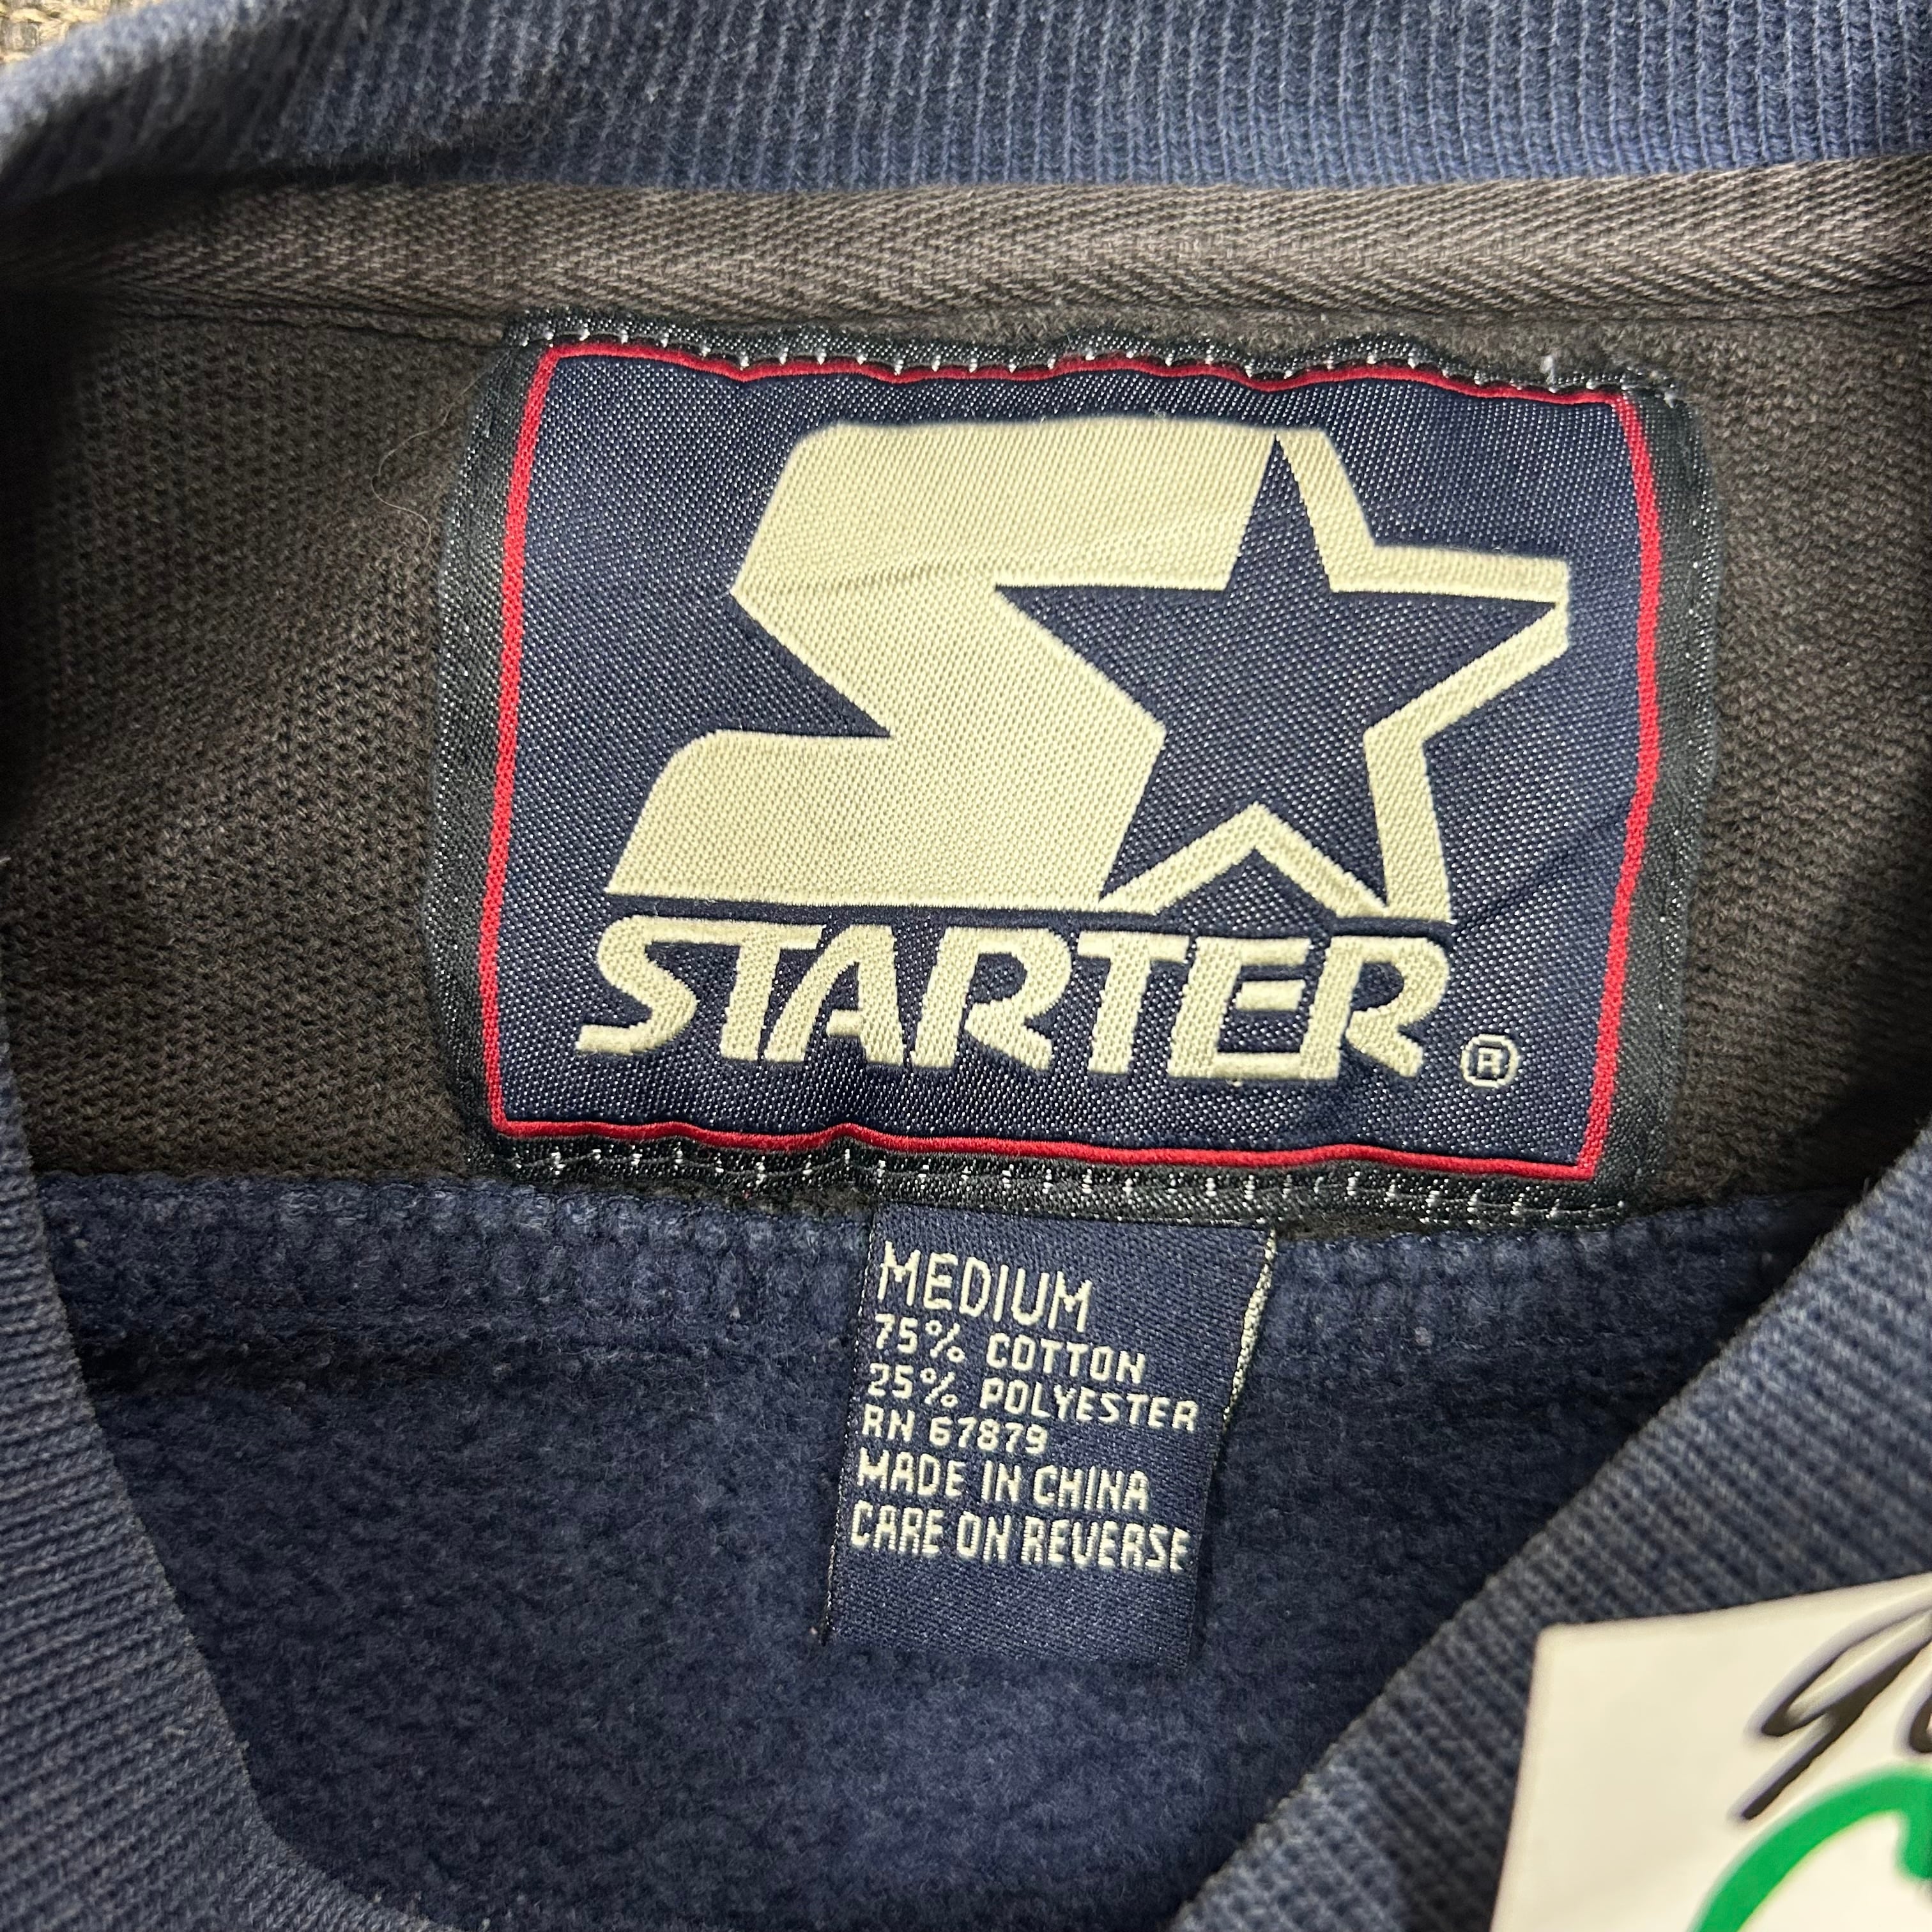 STARTER ®
MEDIUM
75% COTTON
25% POLYESTER
RN 67879
MADE IN CHINA
CARE ON REVERSE